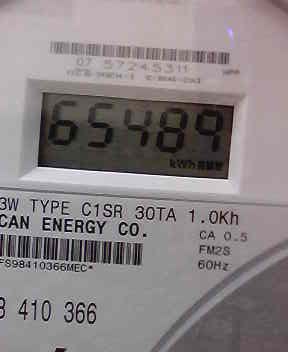 07 57245311
65489
kWh
3W TYPE C1SR 30TA 1.0Kh
CAN ENERGY CO.
CA 0.5
FM2S
60Hz
FS98410366MEC*
410 366